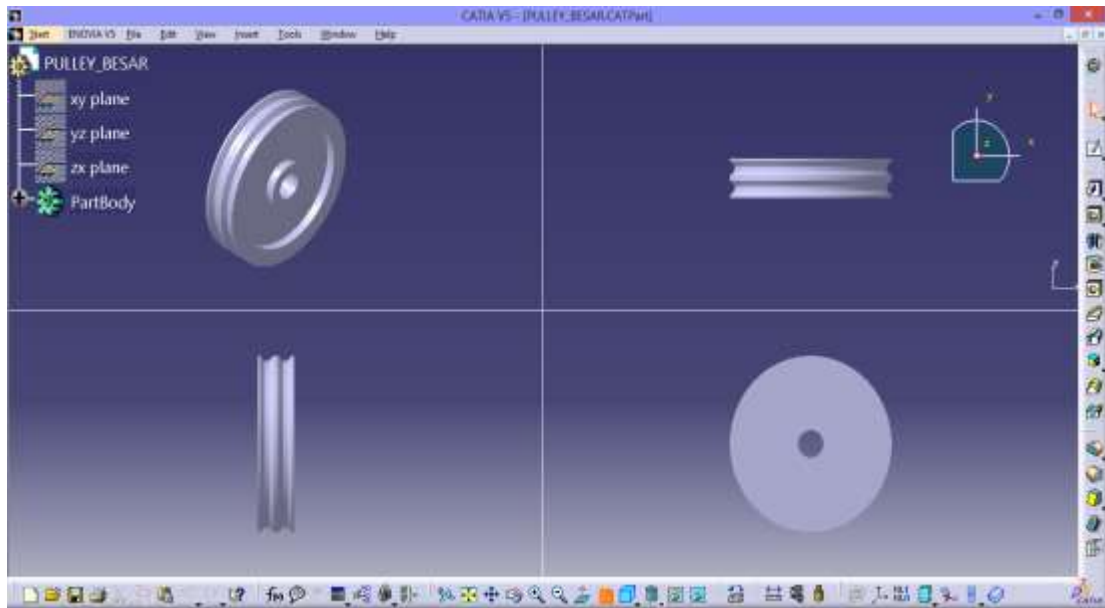 CATIA V5 - [PULLEY_BESAR.CATPart]
Start ENOVIA V5 File Edit View Insert Tools Window Help
PULLEY_BESAR
xy plane
yz plane
zx plane
PartBody
y
x
z